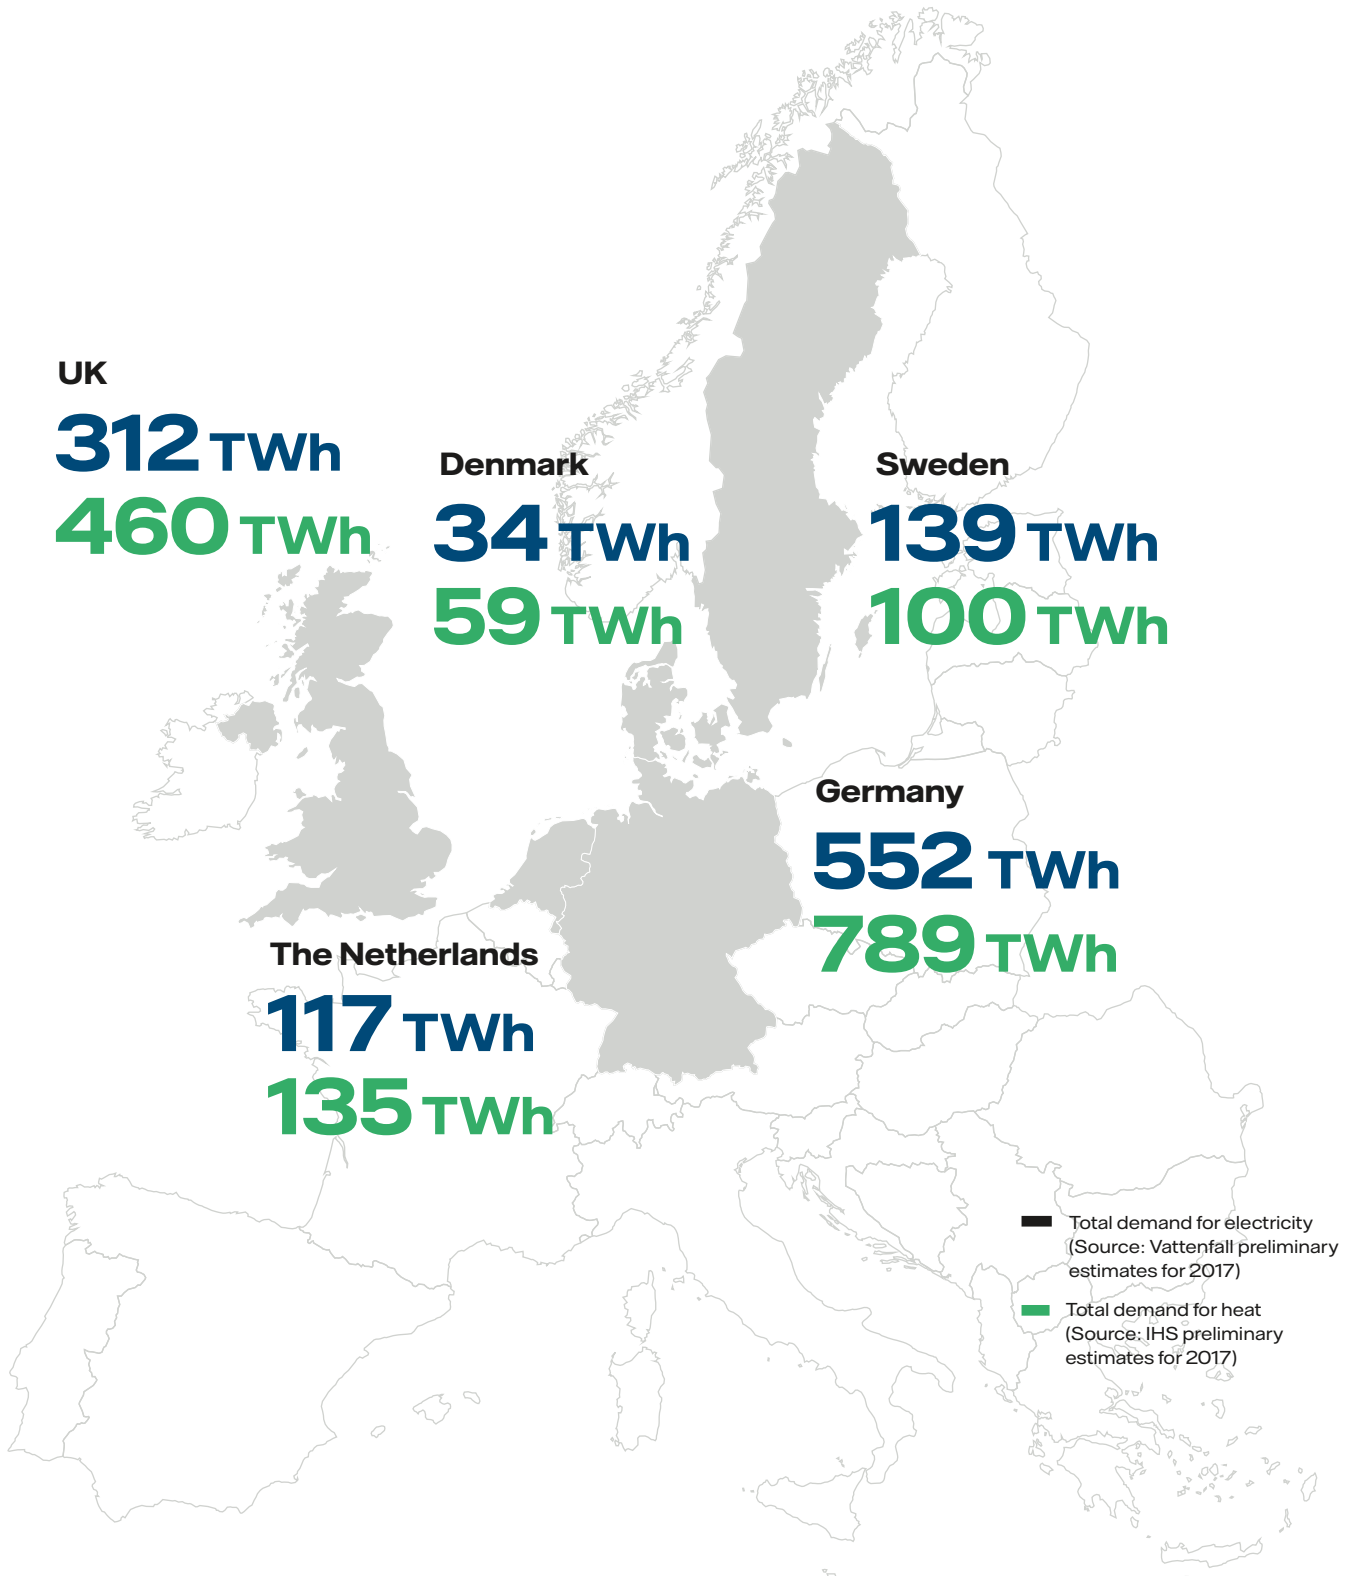 UK
312 TWh
460 TWh
Denmark
34 TWh
59 TWh
Sweden
139 TWh
100 TWh
Germany
552 TWh
789 TWh
The Netherlands
117 TWh
135 TWh
Total demand for electricity
(Source: Vattenfall preliminary
estimates for 2017)
Total demand for heat
(Source: IHS preliminary
estimates for 2017)